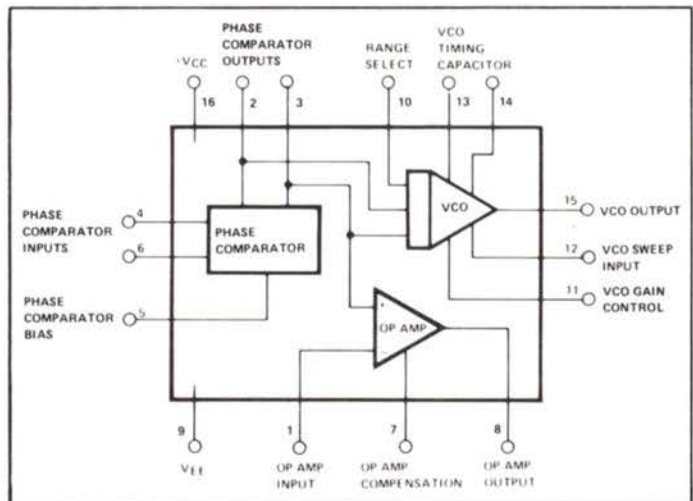 PHASE
COMPARATOR
OUTPUTS
VCC
RANGE
SELECT
VCO
TIMING
CAPACITOR
16
2
3
10
13
14
PHASE
COMPARATOR
INPUTS
4
6
PHASE
COMPARATOR
VCO
15
VCO OUTPUT
12
VCO SWEEP
INPUT
11
VCO GAIN
CONTROL
PHASE
COMPARATOR
BIAS
5
OP AMP
9
1
7
8
VEE
OP AMP
INPUT
OP AMP
COMPENSATION
OP AMP
OUTPUT